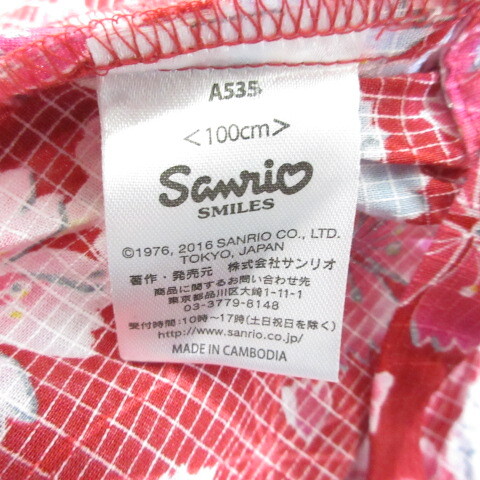 A535
<100cm>
Sanrio
SMILES
©1976, 2016 SANRIO CO., LTD.
TOKYO, JAPAN
著作・発売元 株式会社サンリオ
商品に関するお問い合わせ先
東京都品川区大崎1-11-1
03-3779-8148
受付時間:10時~17時(土日祝日を除く)
http://www.sanrio.co.jp/
MADE IN CAMBODIA